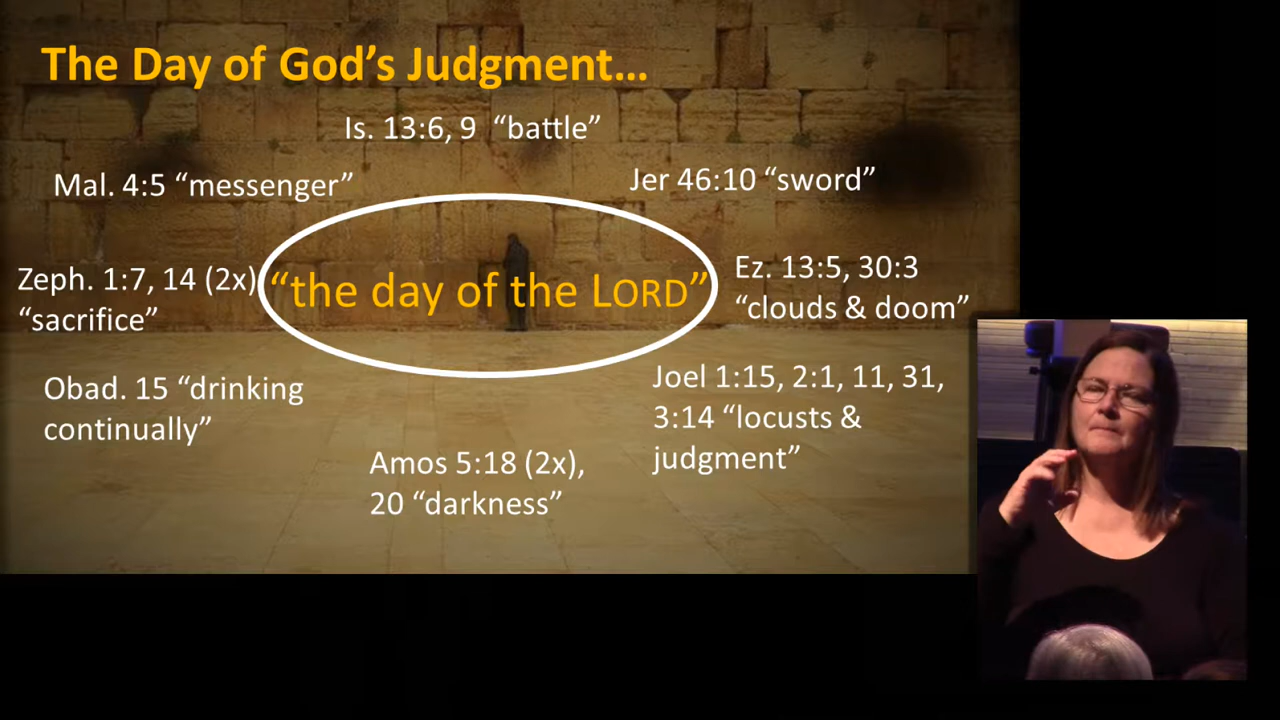 The Day of God’s Judgment…
Is. 13:6, 9 “battle”
Mal. 4:5 “messenger”
Jer 46:10 “sword”
Zeph. 1:7, 14 (2x)
“sacrifice”
“the day of the LORD”
Ez. 13:5, 30:3
“clouds & doom”
Obad. 15 “drinking
continually”
Joel 1:15, 2:1, 11, 31,
3:14 “locusts &
judgment”
Amos 5:18 (2x),
20 “darkness”